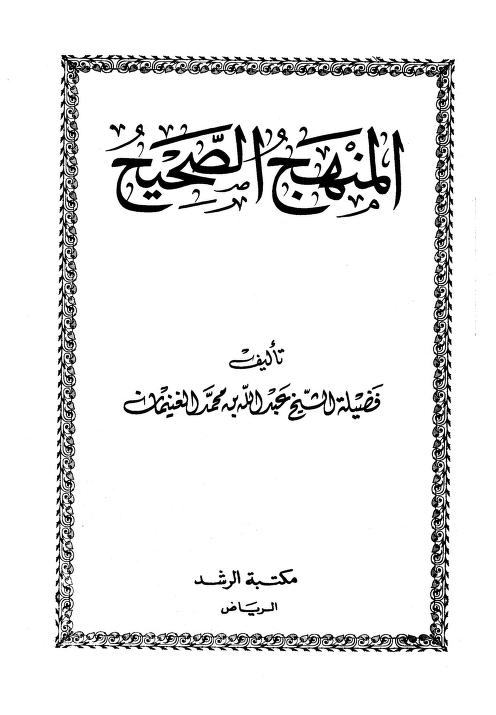 المنهج الصحيح
تأليف
فضيلة الشيخ عبد الله بن محمد الغنيمان
مكتبة الرشد
الرياض